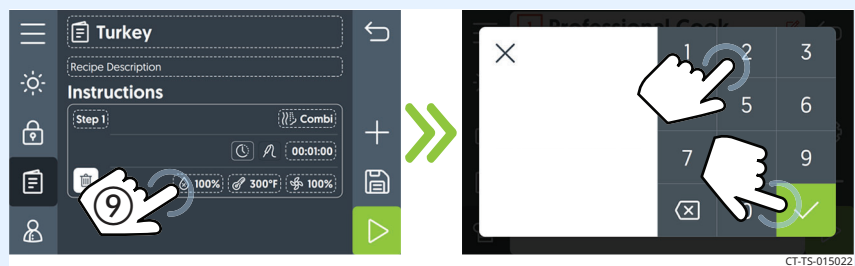 Turkey
Recipe Description
Instructions
Step 1
Combi
00:01:00
100%
300°F
100%
9
Professional Cook
1
2
3
5
6
7
9
0
CT-TS-015022